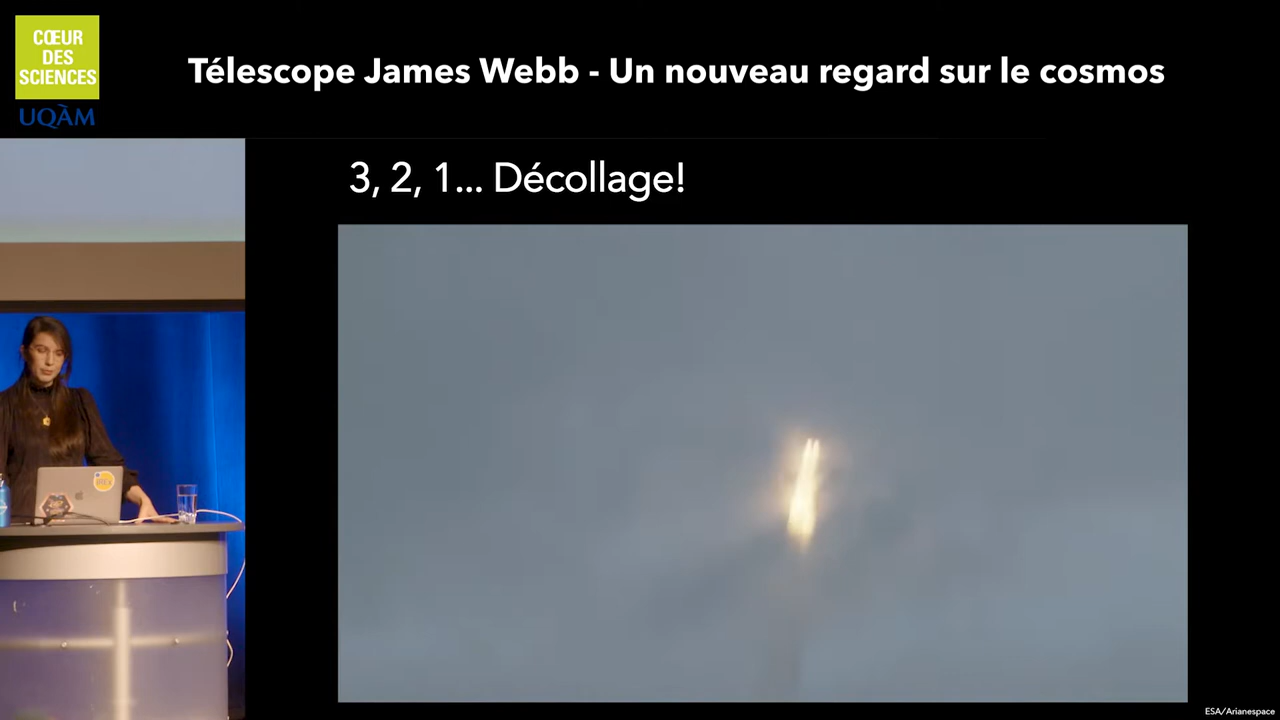 CŒUR
DES
SCIENCES
UQÀM
Télescope James Webb - Un nouveau regard sur le cosmos
3, 2, 1... Décollage!
ESA/Arianespace